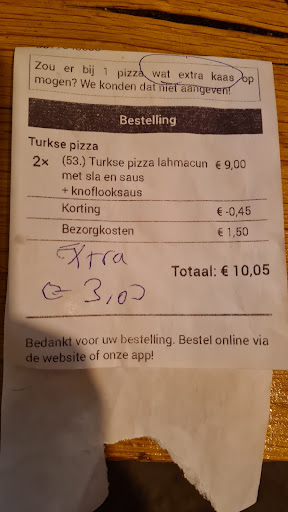 Zou er bij 1 pizza wat extra kaas op
mogen? We konden dat niet aangeven!
Bestelling
Turkse pizza
2x (53.) Turkse pizza lahmacun € 9,00
met sla en saus
+ knoflooksaus
Korting € -0,45
Bezorgkosten € 1,50
Extra
€ 3,00
Totaal: € 10,05
Bedankt voor uw bestelling. Bestel online via
de website of onze app!